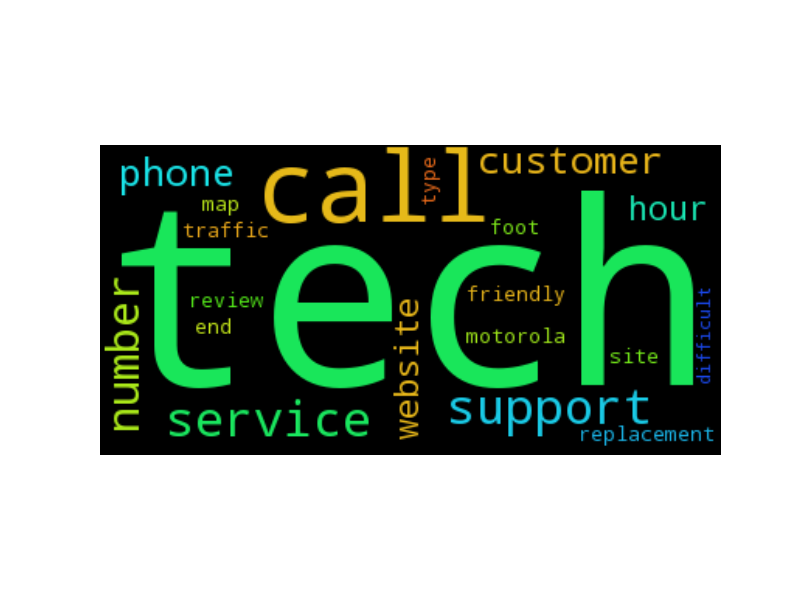 call
type
customer
phone
map
traffic
hour
foot
tech
number
review
end
friendly
motorola
website
site
difficult
service
support
replacement